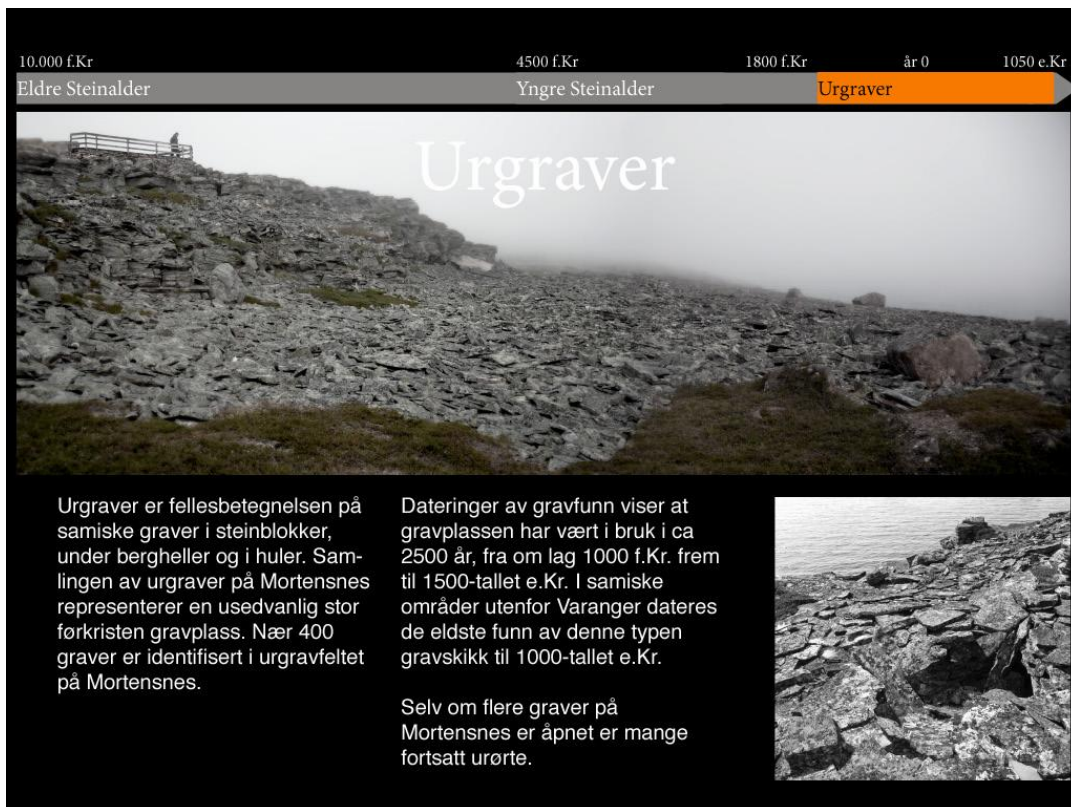 10.000 f.Kr 4500 f.Kr 1800 f.Kr år 0 1050 e.Kr
Eldre Steinalder Yngre Steinalder Urgraver
Urgraver
Urgraver er fellesbetegnelsen på
samiske graver i steinblokker,
under bergheller og i huler. Sam-
lingen av urgraver på Mortensnes
representerer en usedvanlig stor
førkristen gravplass. Nær 400
graver er identifisert i urgravfeltet
på Mortensnes.
Dateringer av gravfunn viser at
gravplassen har vært i bruk i ca
2500 år, fra om lag 1000 f.Kr. frem
til 1500-tallet e.Kr. I samiske
områder utenfor Varanger dateres
de eldste funn av denne typen
gravskikk til 1000-tallet e.Kr.
Selv om flere graver på
Mortensnes er åpnet er mange
fortsatt urørte.